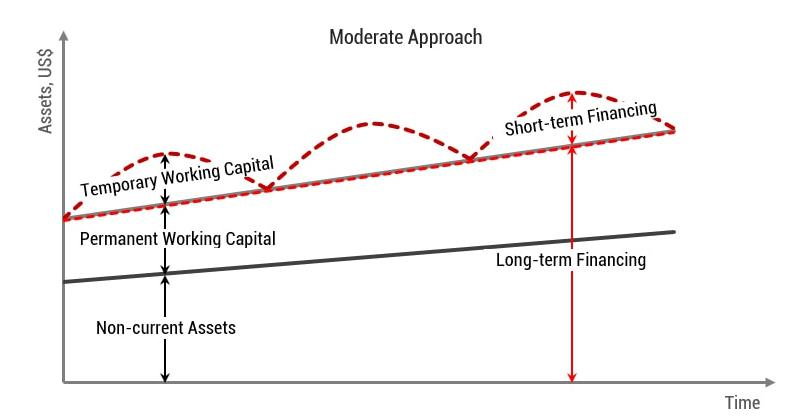 Moderate Approach
Assets, US$
Short-term Financing
Temporary Working Capital
Permanent Working Capital
Long-term Financing
Non-current Assets
Time